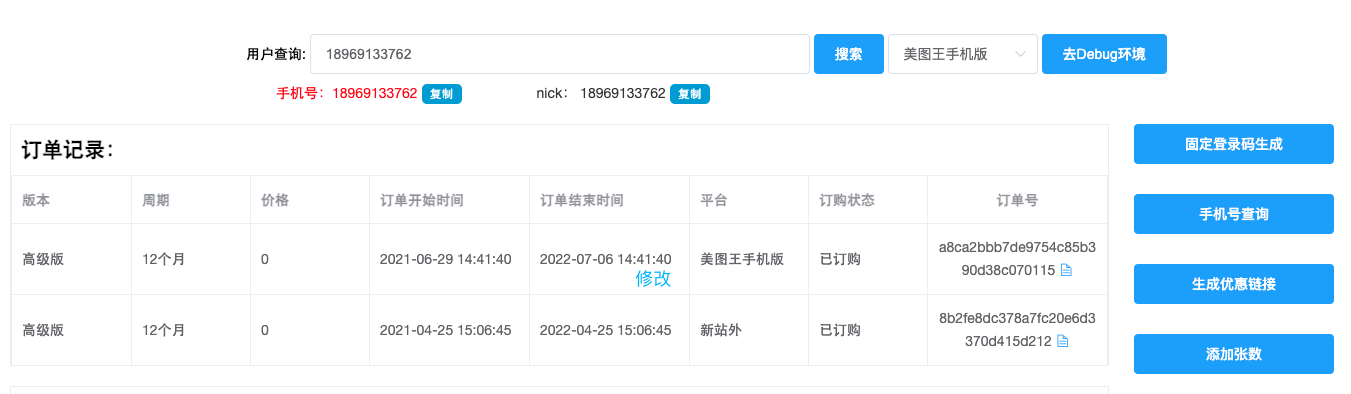 用户查询: 18969133762 搜索 美图王手机版 去Debug环境
手机号：18969133762 复制 nick： 18969133762 复制
订单记录：
固定登录码生成
版本 周期 价格 订单开始时间 订单结束时间 平台 订购状态 订单号
手机号查询
高级版 12个月 0 2021-06-29 14:41:40 2022-07-06 14:41:40 美图王手机版 已订购 a8ca2bbb7de9754c85b3
90d38c070115
修改
生成优惠链接
高级版 12个月 0 2021-04-25 15:06:45 2022-04-25 15:06:45 新站外 已订购 8b2fe8dc378a7fc20e6d3
370d415d212
添加张数